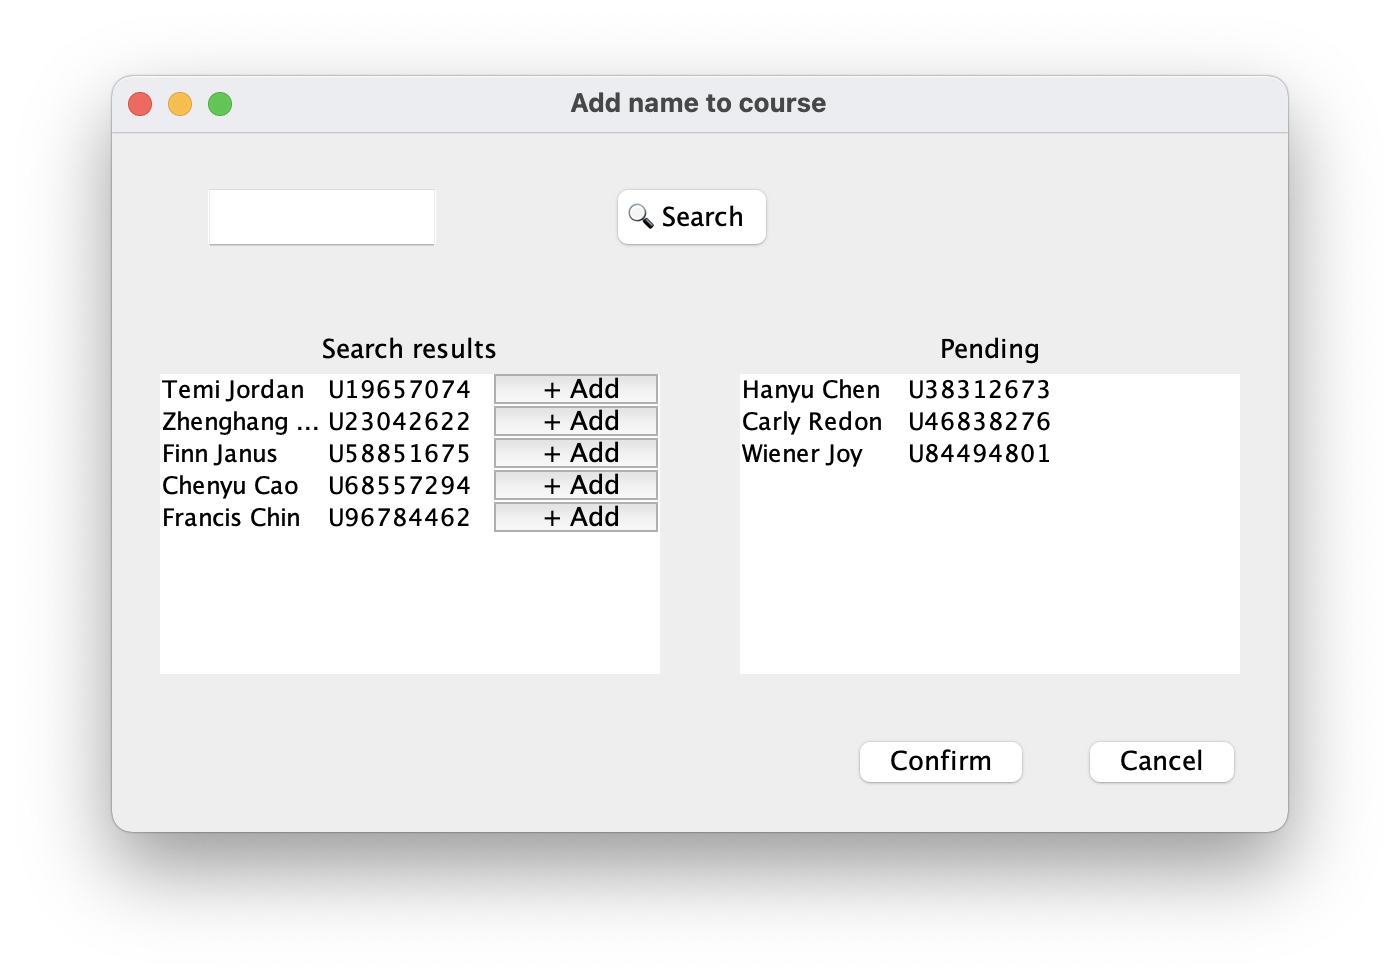 Add name to course
Search
Search results
Temi Jordan U19657074 + Add
Zhenghang ... U23042622 + Add
Finn Janus U58851675 + Add
Chenyu Cao U68557294 + Add
Francis Chin U96784462 + Add
Pending
Hanyu Chen U38312673
Carly Redon U46838276
Wiener Joy U84494801
Confirm Cancel